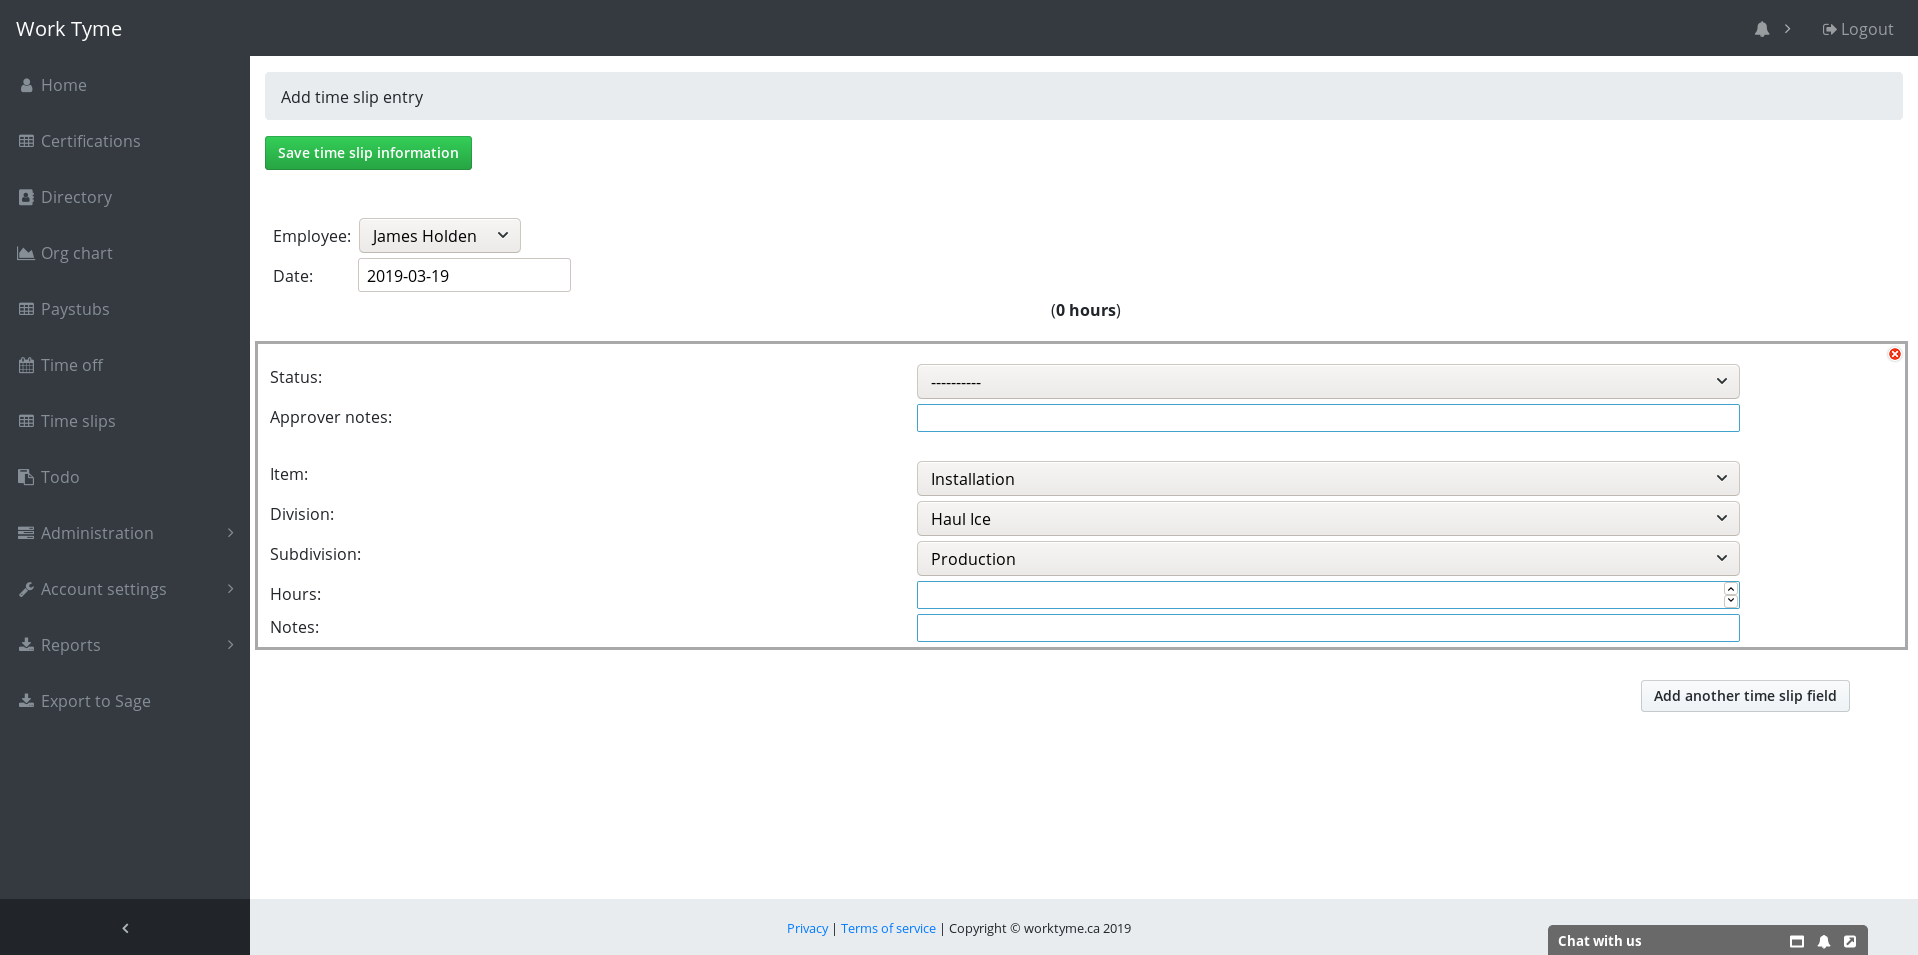 Work Tyme
Logout
Home
Certifications
Directory
Org chart
Paystubs
Time off
Time slips
Todo
Administration
Account settings
Reports
Export to Sage
Add time slip entry
Save time slip information
Employee: James Holden
Date: 2019-03-19
(0 hours)
Status: ----------
Approver notes:
Item: Installation
Division: Haul Ice
Subdivision: Production
Hours:
Notes:
Add another time slip field
Privacy | Terms of service | Copyright © worktyme.ca 2019
Chat with us